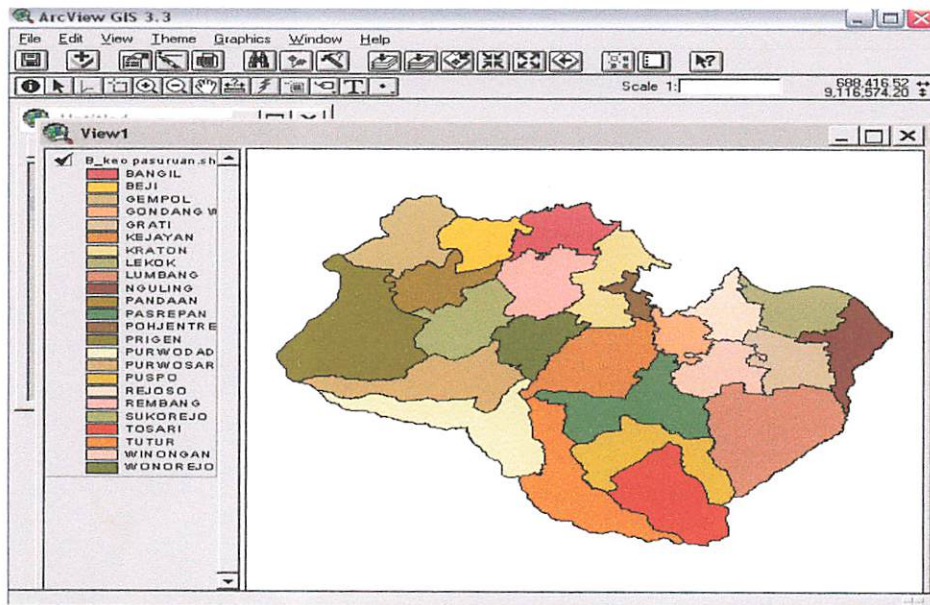 ArcView GIS 3.3
File Edit View Theme Graphics Window Help
Scale 1:
688,416.52
9,116,574.20
View1
B_kec pasuruan.sh
BANGIL
BEJI
GEMPOL
GONDANG W
GRATI
KEJAYAN
KRATON
LEKOK
LUMBANG
NGULING
PANDAAN
PASREPAN
POHJENTRE
PRIGEN
PURWODAD
PURWOSAR
PUSPO
REJOSO
REMBANG
SUKOREJO
TOSARI
TUTUR
WINONGAN
WONOREJO